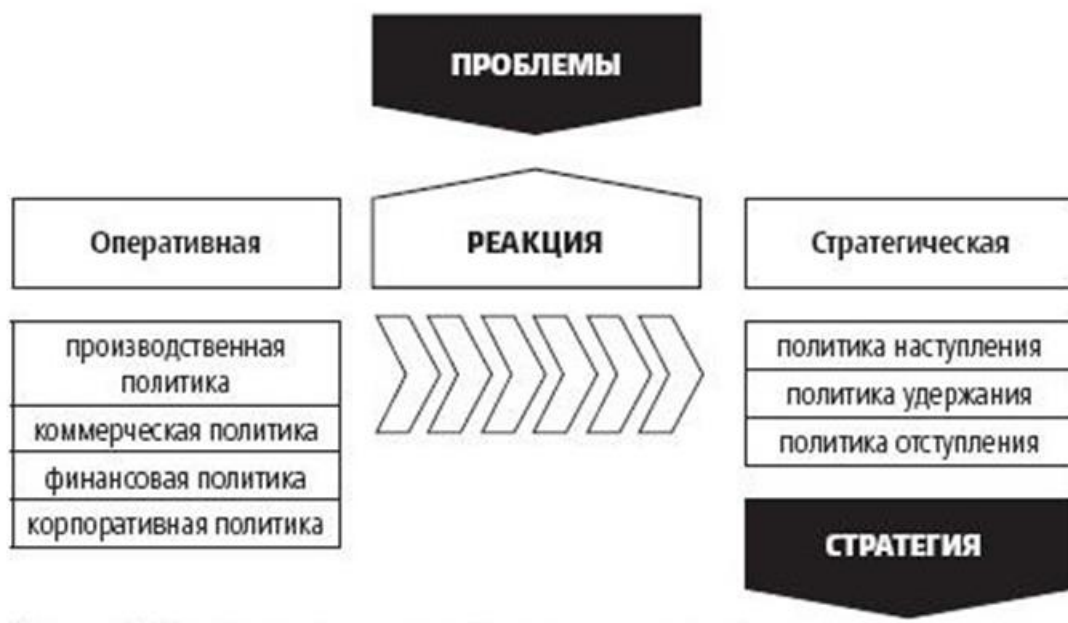 ПРОБЛЕМЫ
Оперативная
РЕАКЦИЯ
Стратегическая
производственная
политика
коммерческая политика
финансовая политика
корпоративная политика
политика наступления
политика удержания
политика отступления
СТРАТЕГИЯ